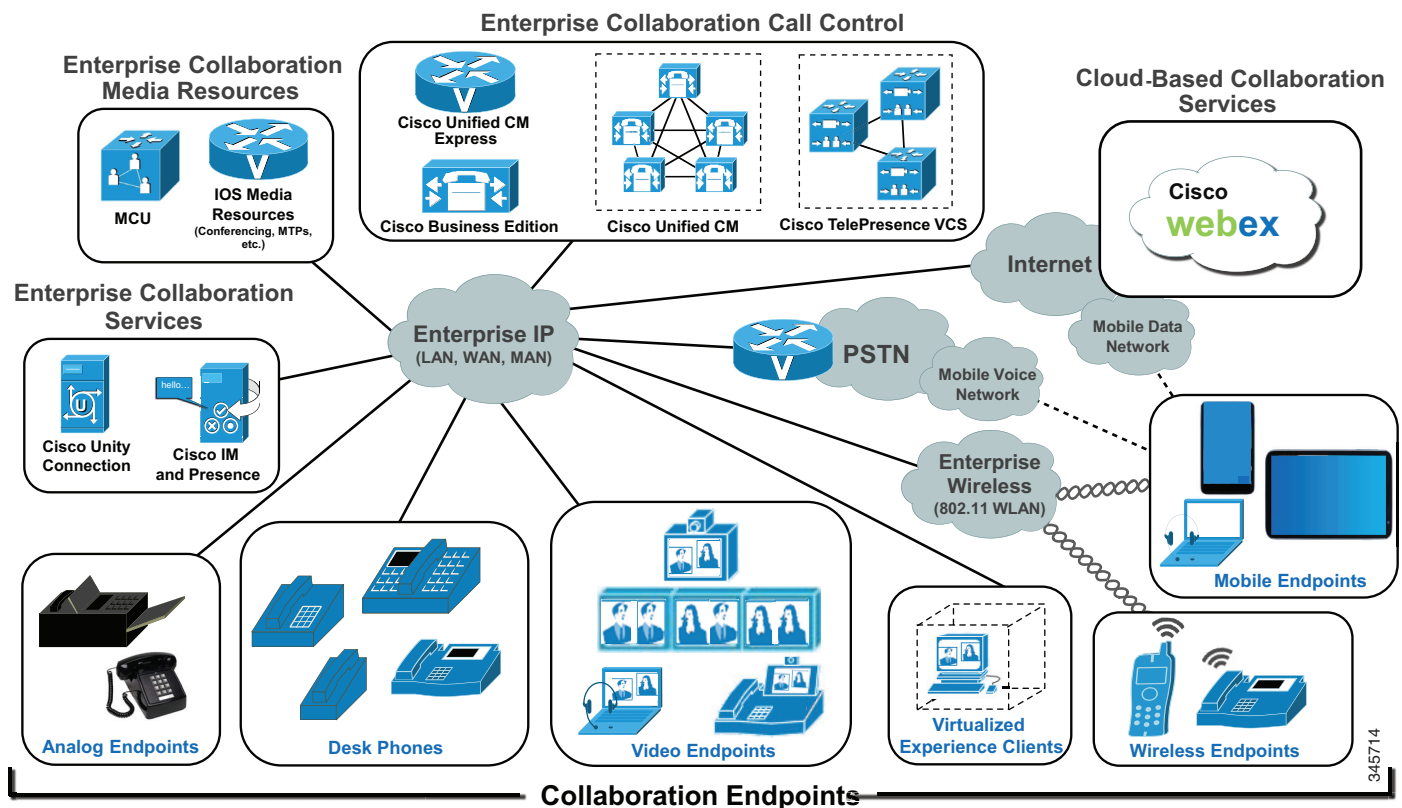 Enterprise Collaboration Call Control
Enterprise Collaboration
Media Resources
MCU
V
IOS Media
Resources
(Conferencing, MTPs,
etc.)
V
Cisco Unified CM
Express
Cisco Business Edition
Cisco Unified CM
Cisco TelePresence VCS
Cloud-Based Collaboration
Services
Cisco
webex
Internet
Mobile Data
Network
Enterprise Collaboration
Services
hello...
U
Cisco Unity
Connection
Cisco IM
and Presence
Enterprise IP
(LAN, WAN, MAN)
V
PSTN
Mobile Voice
Network
Enterprise
Wireless
(802.11 WLAN)
Mobile Endpoints
Analog Endpoints
Desk Phones
Video Endpoints
Virtualized
Experience Clients
Wireless Endpoints
345714
Collaboration Endpoints